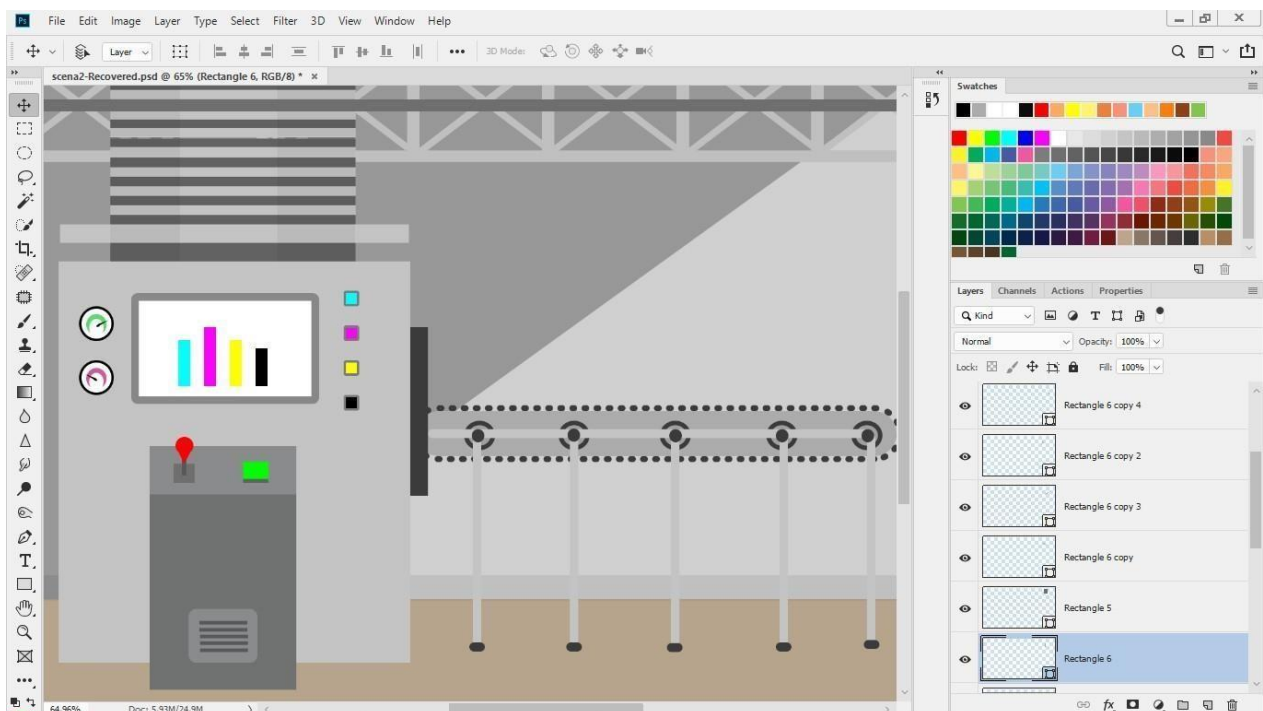 Ps File Edit Image Layer Type Select Filter 3D View Window Help
Layer 3D Mode:
scena2-Recovered.psd @ 65% (Rectangle 6, RGB/8) * ×
Swatches
Layers Channels Actions Properties
Kind
Normal Opacity: 100%
Lock: Fill: 100%
Rectangle 6 copy 4
Rectangle 6 copy 2
Rectangle 6 copy 3
Rectangle 6 copy
Rectangle 5
Rectangle 6
64.96% Doc: 5.93M/24.9M
fx